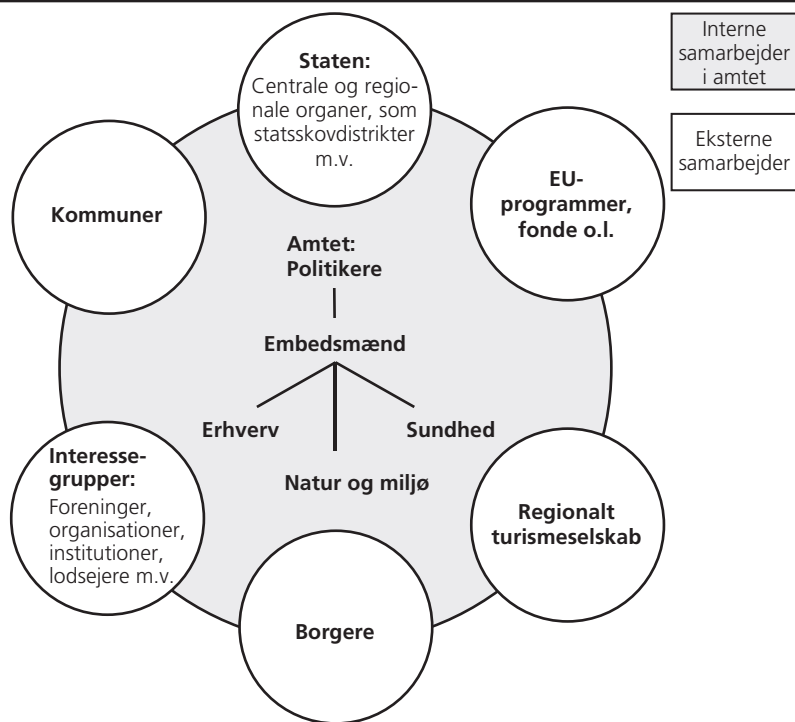 Staten:
Centrale og regio-
nale organer, som
statsskovdistrikter
m.v.
Interne
samarbejder
i amtet
Eksterne
samarbejder
EU-
programmer,
fonde o.l.
Kommuner
Amtet:
Politikere
Embedsmænd
Erhverv
Sundhed
Natur og miljø
Interesse-
grupper:
Foreninger,
organisationer,
institutioner,
lodsejere m.v.
Regionalt
turismeselskab
Borgere